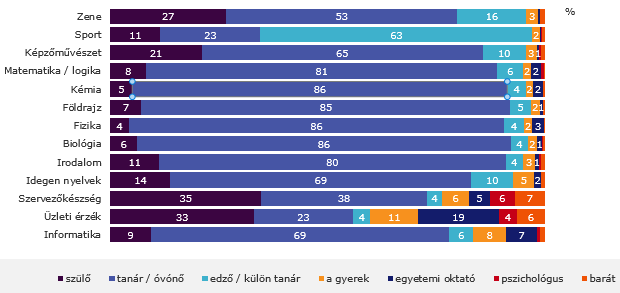 %
Zene 27 53 16 3
Sport 11 23 63 2
Képzőművészet 21 65 10 3 1
Matematika / logika 8 81 6 2 2
Kémia 5 86 4 2 2
Földrajz 7 85 5 2 1
Fizika 4 86 4 2 3
Biológia 6 86 4 2 1
Irodalom 11 80 4 3 1
Idegen nyelvek 14 69 10 5 2
Szervezőkészség 35 38 4 6 5 6 7
Üzleti érzék 33 23 4 11 19 4 6
Informatika 9 69 6 8 7
szülő tanár / óvónő edző / külön tanár a gyerek egyetemi oktató pszichológus barát